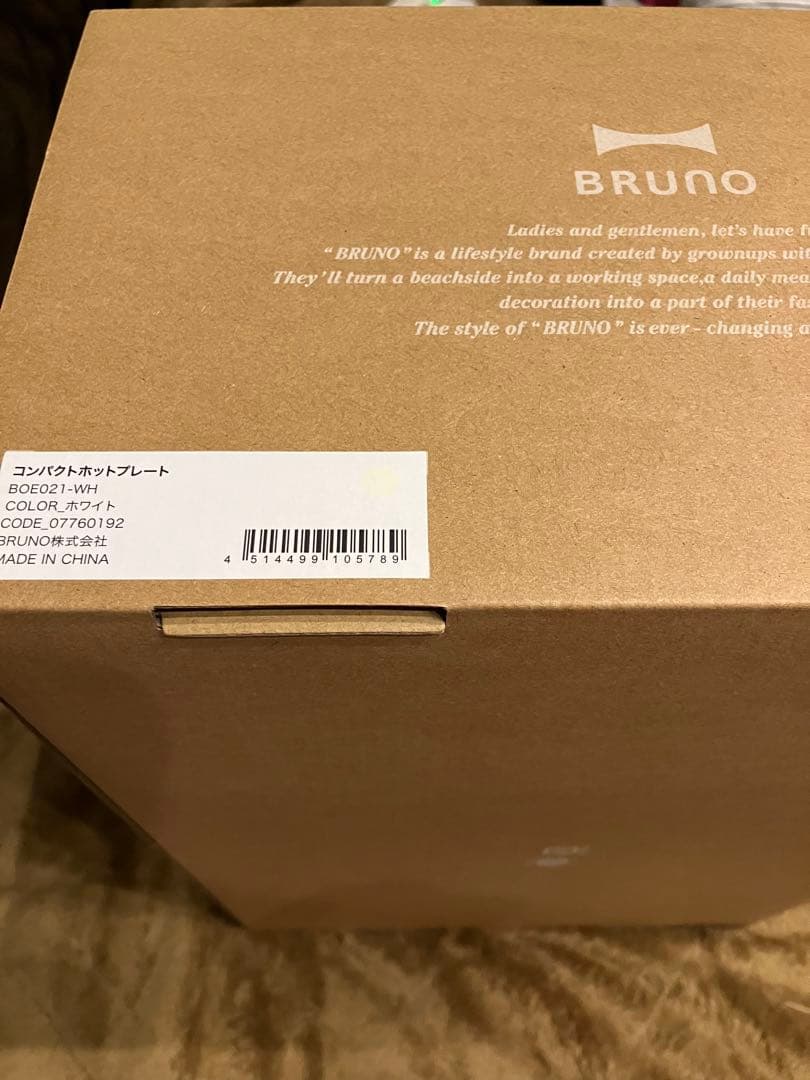 BRUNO
Ladies and gentlemen, let's have
"BRUNO" is a lifestyle brand created by grownups
They'll turn a beachside into a working space,a daily
decoration into a part of their
The style of "BRUNO" is ever-changing
コンパクトホットプレート
BOE021-WH
COLOR_ホワイト
CODE_07760192
BRUNO株式会社
MADE IN CHINA
4 514499 105789